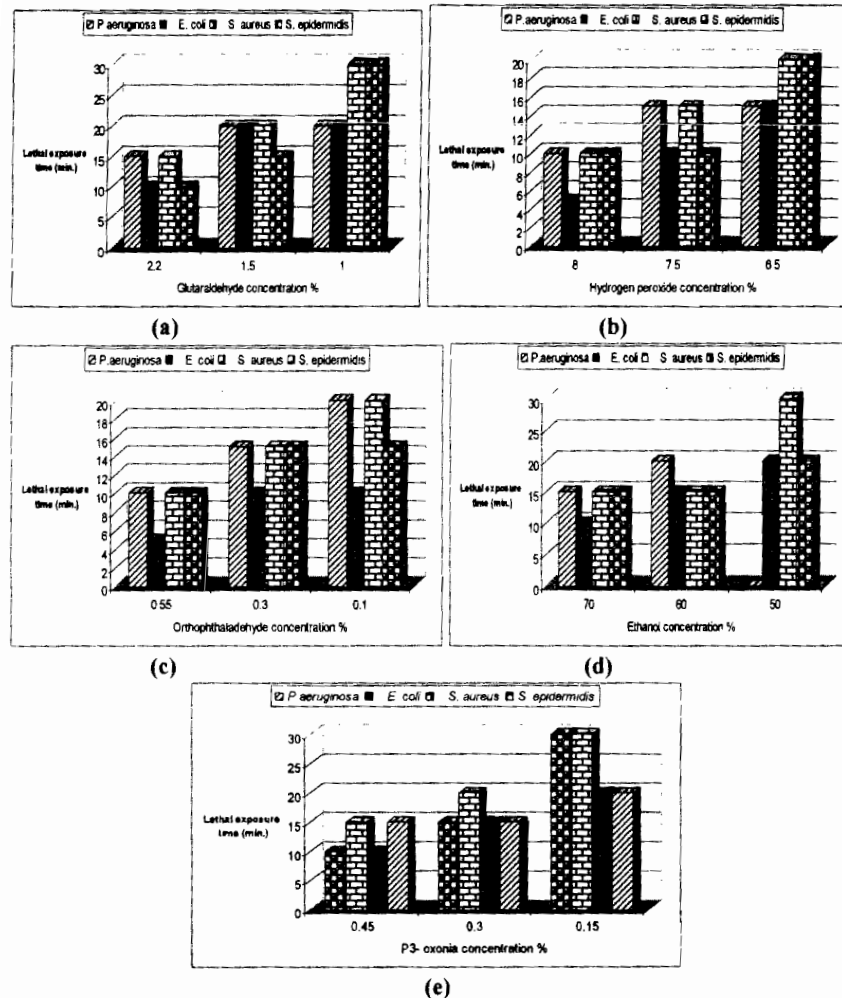 P.aeruginosa E. coli S. aureus S. epidermidis
30
25
20
15
10
5
0
Lethal exposure
time (min.)
2.2 1.5 1
Glutaraldehyde concentration %
(a)
P.aeruginosa E. coli S. aureus S. epidermidis
20
18
16
14
12
10
8
6
4
2
0
Lethal exposure
time (min.)
8 7.5 6.5
Hydrogen peroxide concentration %
(b)
P.aeruginosa E. coli S. aureus S. epidermidis
20
18
16
14
12
10
8
6
4
2
0
Lethal exposure
time (min.)
0.55 0.3 0.1
Orthophthaladehyde concentration %
(c)
P.aeruginosa E. coli S. aureus S. epidermidis
30
25
20
15
10
5
0
Lethal exposure
time (min.)
70 60 50
Ethanol concentration %
(d)
P.aeruginosa E. coli S. aureus S. epidermidis
30
25
20
15
10
5
0
Lethal exposure
time (min.)
0.45 0.3 0.15
P3- oxonia concentration %
(e)